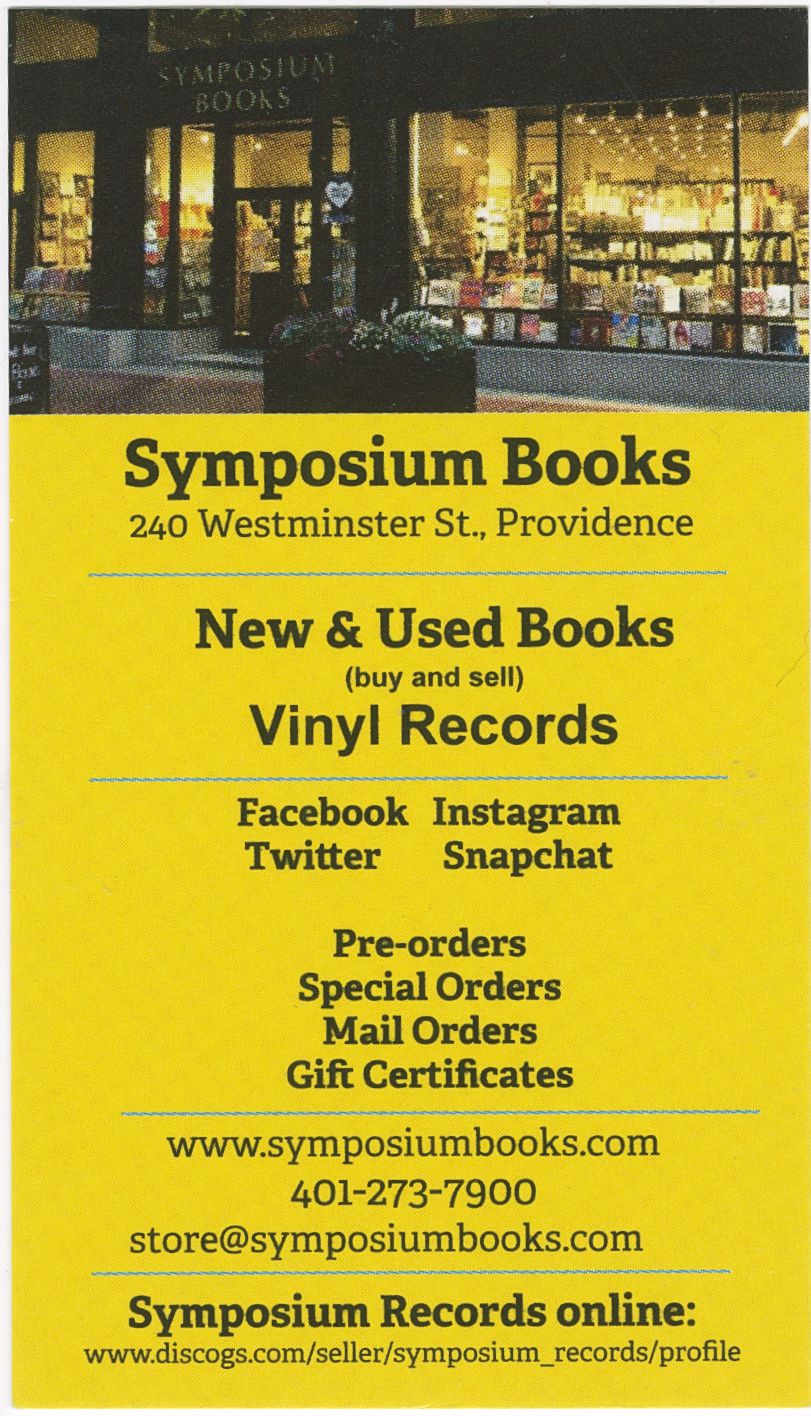 SYMPOSIUM
BOOKS
Symposium Books
240 Westminster St., Providence
New & Used Books
(buy and sell)
Vinyl Records
Facebook Instagram
Twitter Snapchat
Pre-orders
Special Orders
Mail Orders
Gift Certificates
www.symposiumbooks.com
401-273-7900
store@symposiumbooks.com
Symposium Records online:
www.discogs.com/seller/symposium_records/profile